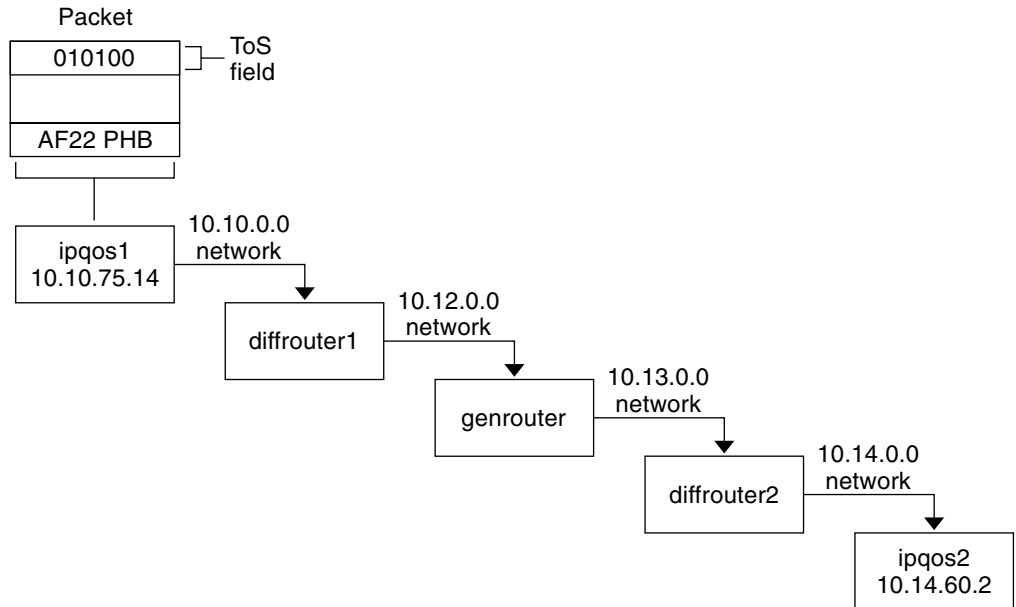 Packet
010100
ToS
field
AF22 PHB
ipqos1
10.10.75.14
10.10.0.0
network
diffrouter1
10.12.0.0
network
genrouter
10.13.0.0
network
diffrouter2
10.14.0.0
network
ipqos2
10.14.60.2